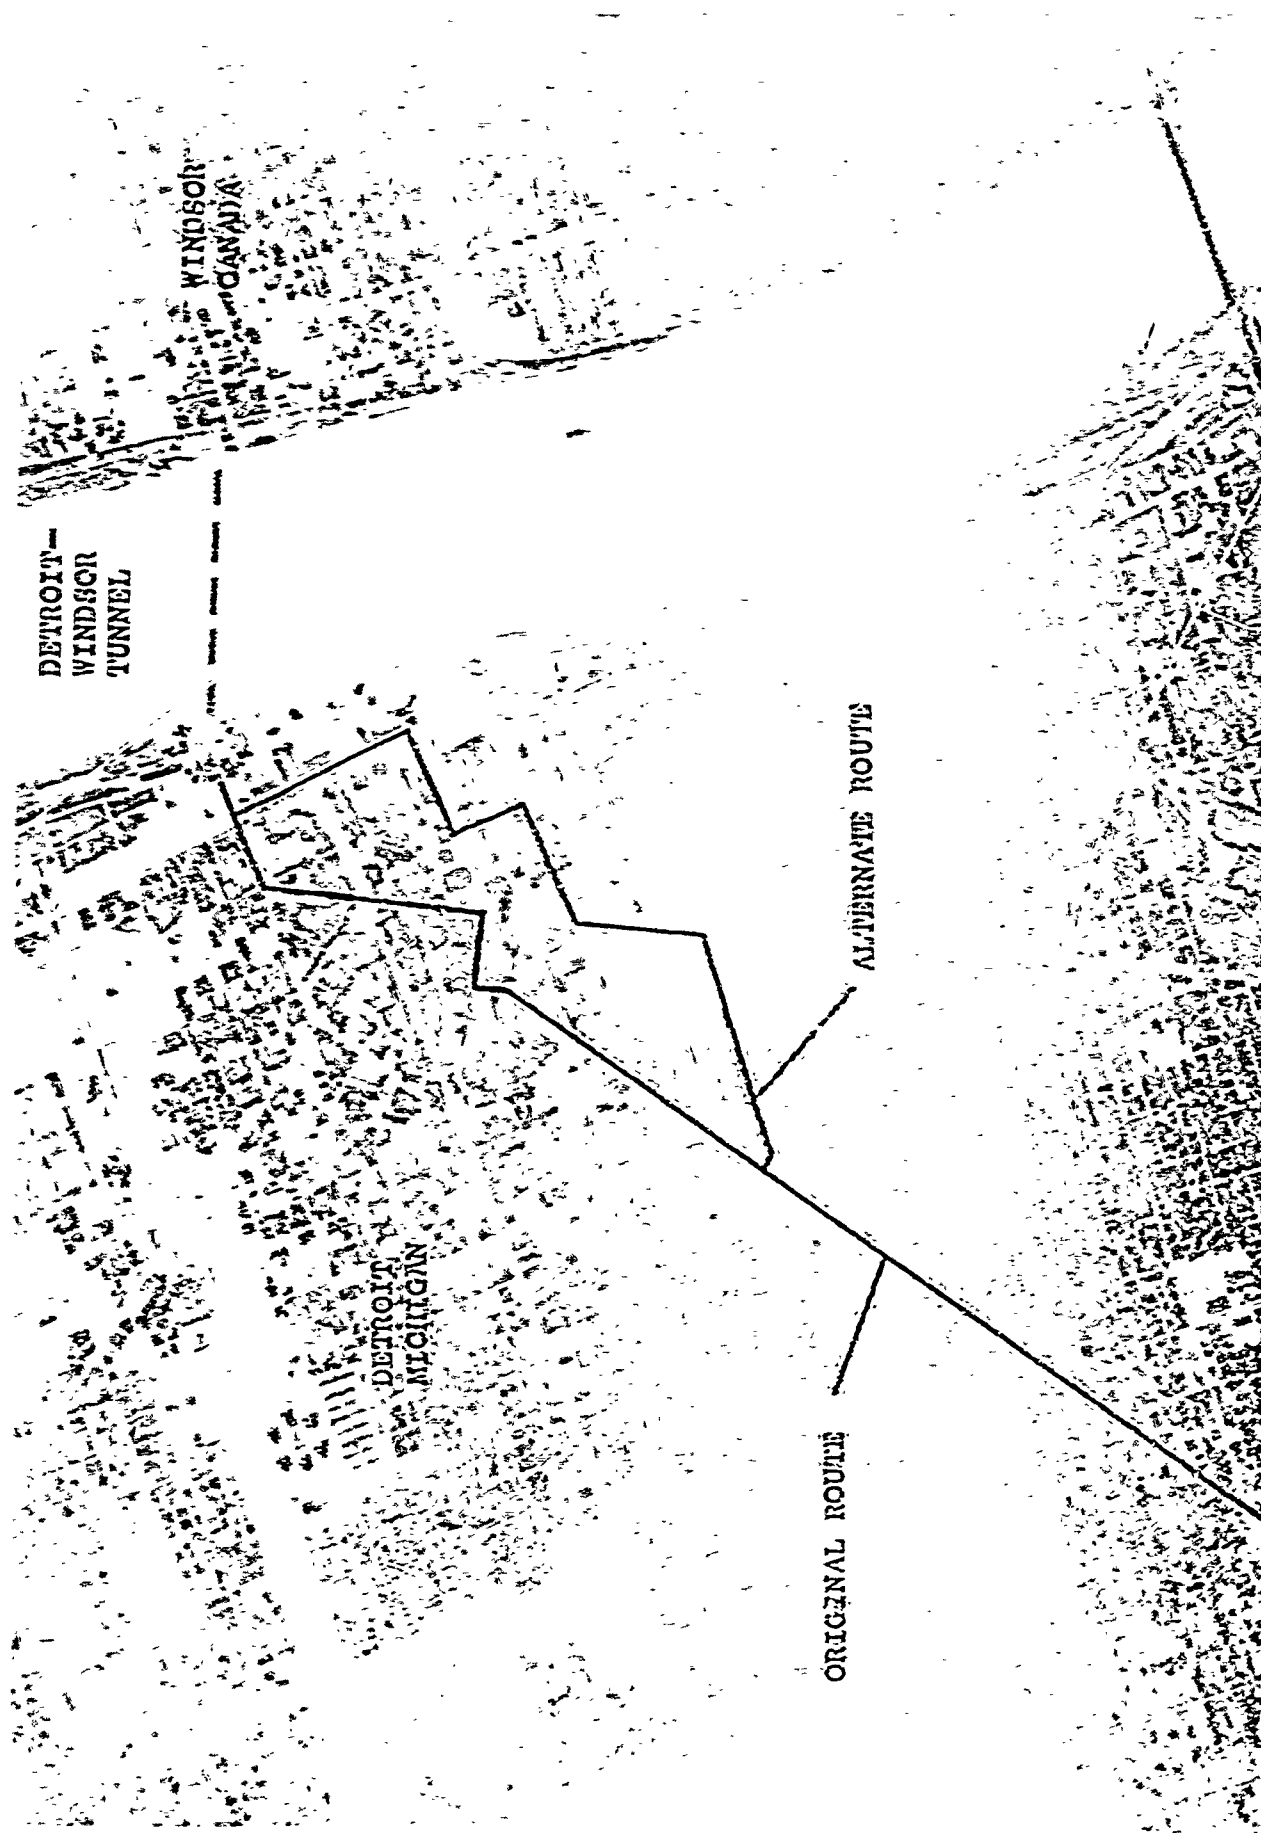 DETROIT-
WINDSOR
TUNNEL
WINDSOR
CANADA
DETROIT
MICHIGAN
ALTERNATE ROUTE
ORIGINAL ROUTE